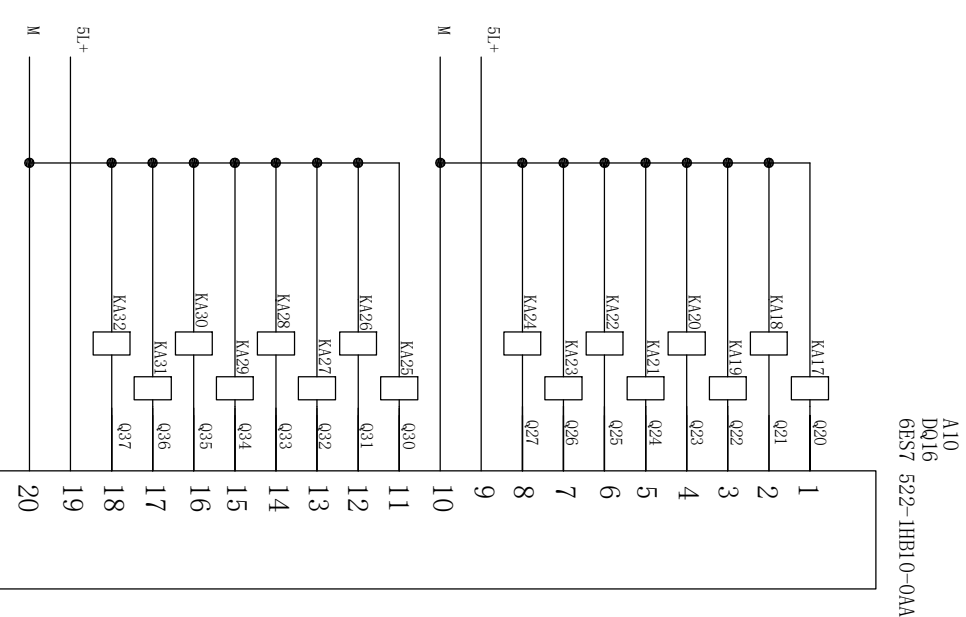 A10
DQ16
6ES7 522-1HB10-0AA
1
Q20
KA17
2
Q21
KA18
3
Q22
KA19
4
Q23
KA20
5
Q24
KA21
6
Q25
KA22
7
Q26
KA23
8
Q27
KA24
9
5L+
10
M
11
Q30
KA25
12
Q31
KA26
13
Q32
KA27
14
Q33
KA28
15
Q34
KA29
16
Q35
KA30
17
Q36
KA31
18
Q37
KA32
19
5L+
20
M